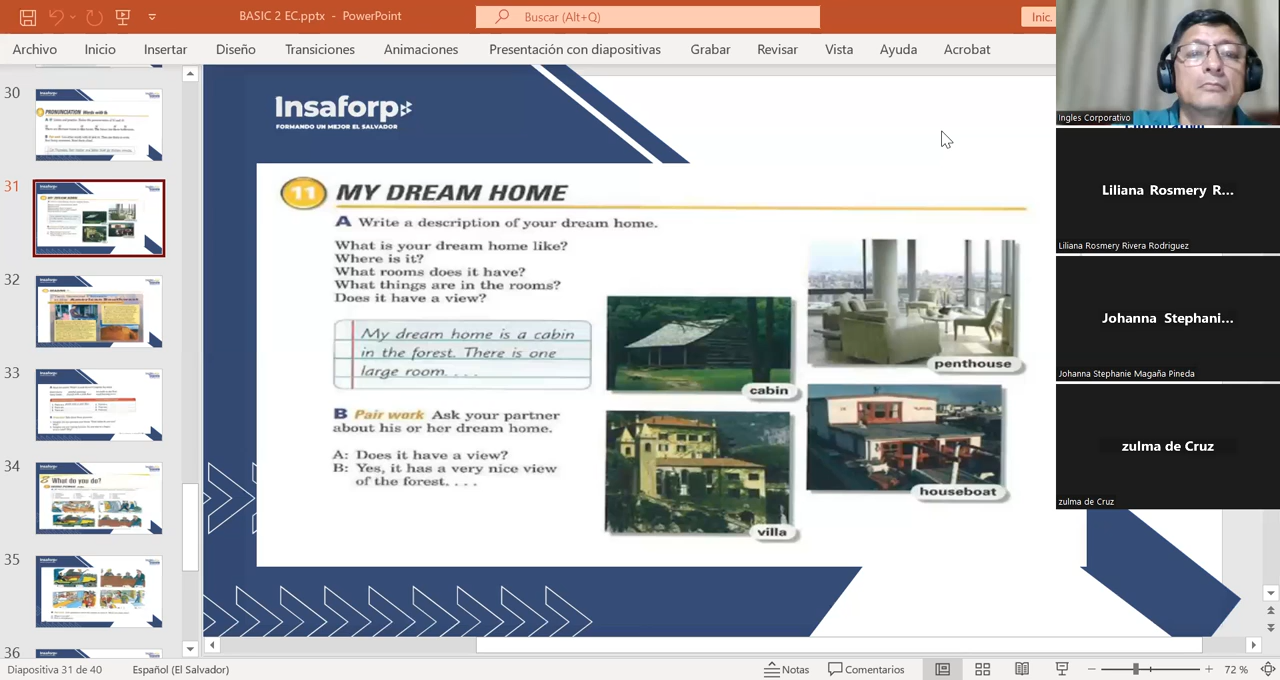 BASIC 2 EC.pptx - PowerPoint
Buscar (Alt+Q)
Inic.
Archivo Inicio Insertar Diseño Transiciones Animaciones Presentación con diapositivas Grabar Revisar Vista Ayuda Acrobat
30
31
32
33
34
35
36
Insaforp
FORMANDO UN MEJOR EL SALVADOR
11 MY DREAM HOME
A Write a description of your dream home.
What is your dream home like?
Where is it?
What rooms does it have?
What things are in the rooms?
Does it have a view?
My dream home is a cabin
in the forest. There is one
large room. . . .
B Pair work Ask your partner
about his or her dream home.
A: Does it have a view?
B: Yes, it has a very nice view
of the forest. . . .
penthouse
cabin
houseboat
villa
Ingles Corporativo
Liliana Rosmery R...
Liliana Rosmery Rivera Rodriguez
Johanna Stephani...
Johanna Stephanie Magaña Pineda
zulma de Cruz
zulma de Cruz
Diapositiva 31 de 40
Español (El Salvador)
Notas
Comentarios
72 %